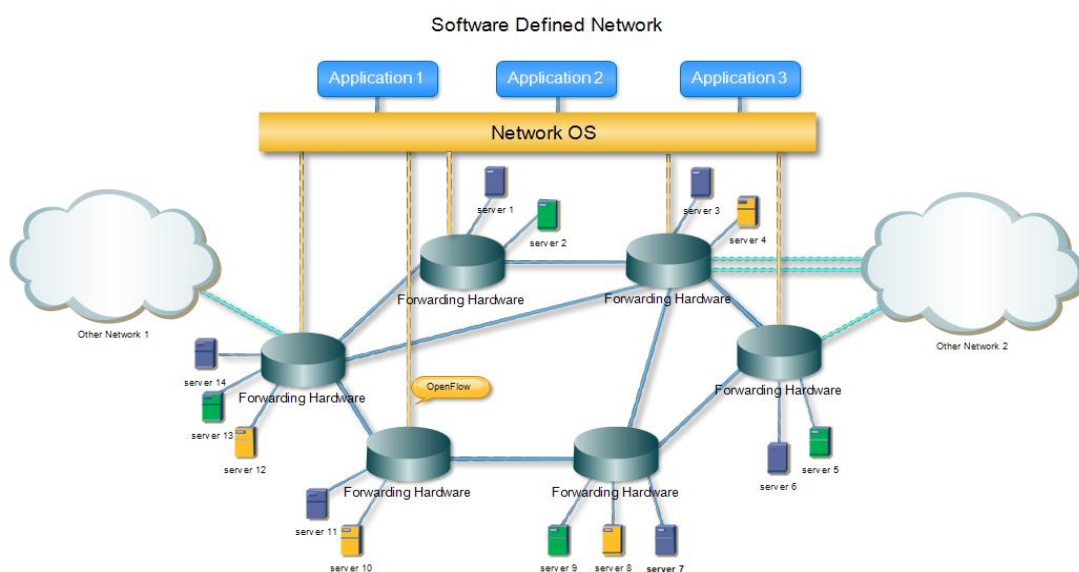 Software Defined Network
Application 1
Application 2
Application 3
Network OS
server 1
server 2
server 3
server 4
Forwarding Hardware
Forwarding Hardware
Other Network 1
Other Network 2
server 14
Forwarding Hardware
OpenFlow
Forwarding Hardware
server 13
server 12
server 5
server 6
Forwarding Hardware
Forwarding Hardware
server 11
server 10
server 9
server 8
server 7